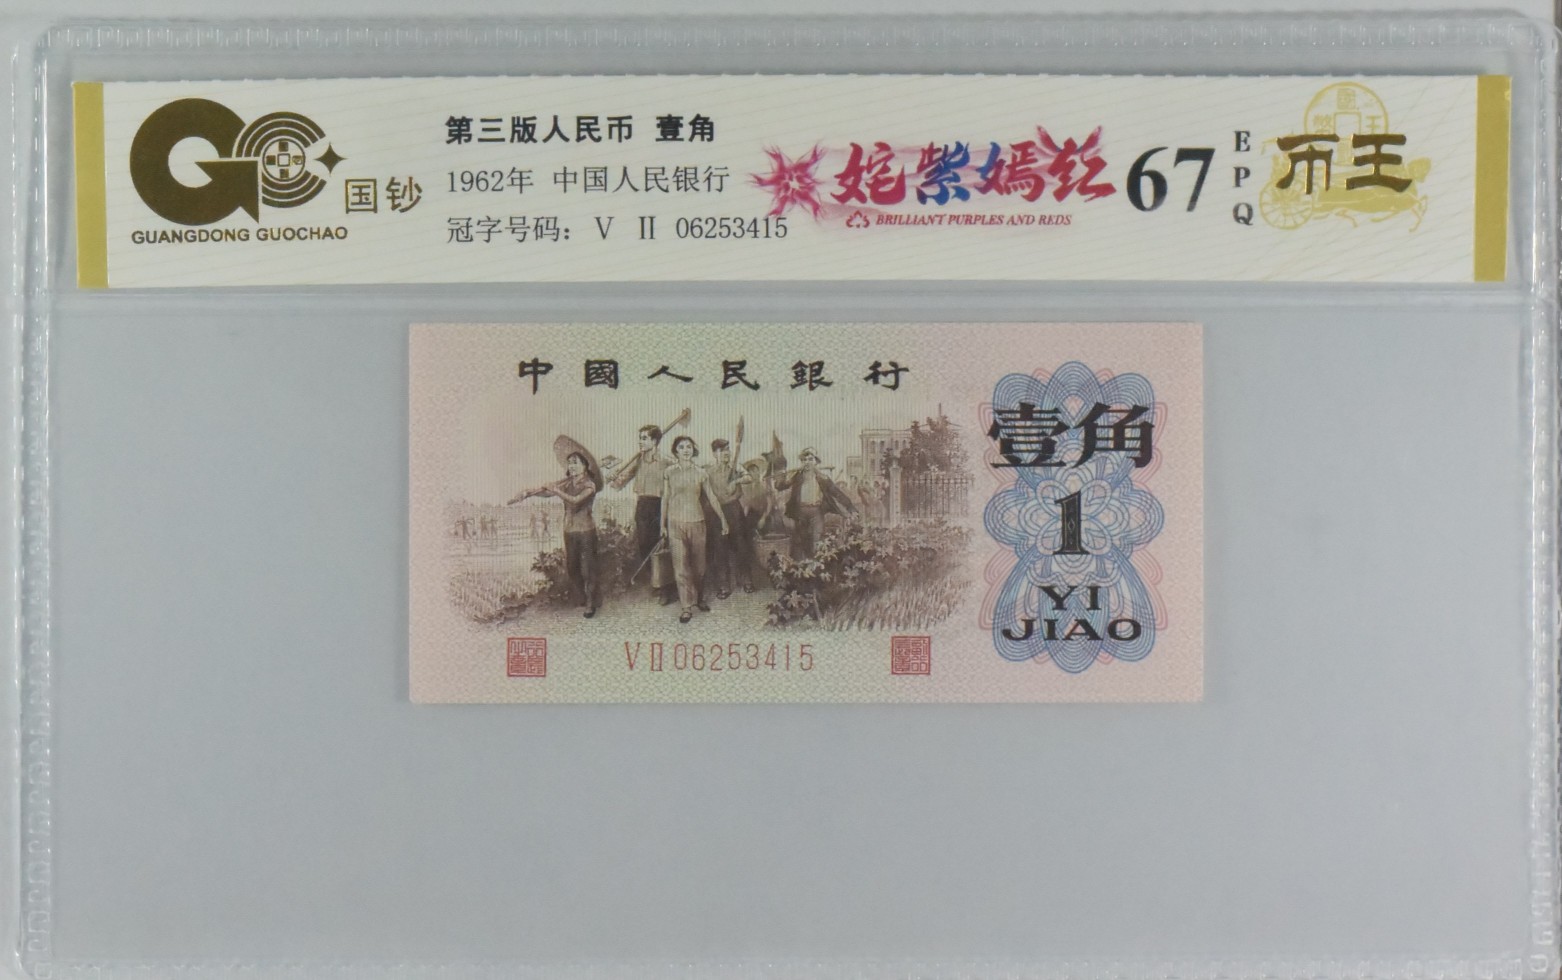 国钞
GUANGDONG GUOCHAO
第三版人民币 壹角
1962年 中国人民银行
冠字号码: V Ⅱ 06253415
姹紫嫣红
BRILLIANT PURPLES AND REDS
67
EPQ
币王
中國人民銀行
壹角
1
YI
JIAO
VⅡ06253415